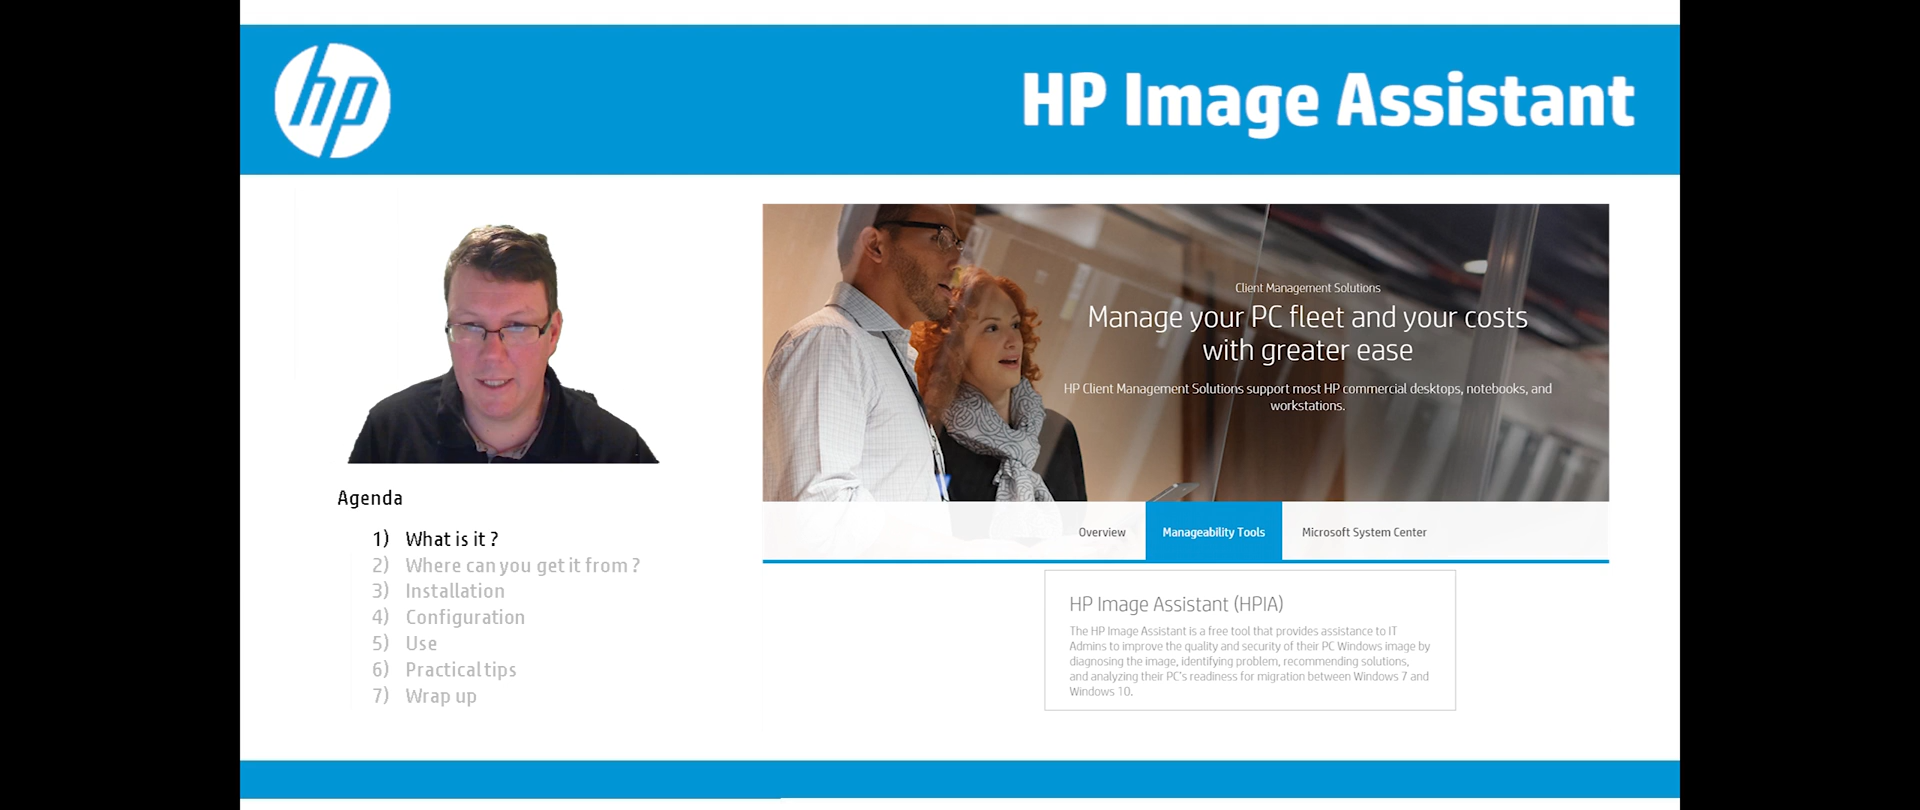 hp
HP Image Assistant
Client Management Solutions
Manage your PC fleet and your costs
with greater ease
HP Client Management Solutions support most HP commercial desktops, notebooks, and
workstations.
Overview
Manageability Tools
Microsoft System Center
HP Image Assistant (HPIA)
The HP Image Assistant is a free tool that provides assistance to IT
Admins to improve the quality and security of their PC Windows image by
diagnosing the image, identifying problem, recommending solutions,
and analyzing their PC's readiness for migration between Windows 7 and
Windows 10.
Agenda
1) What is it ?
2) Where can you get it from ?
3) Installation
4) Configuration
5) Use
6) Practical tips
7) Wrap up